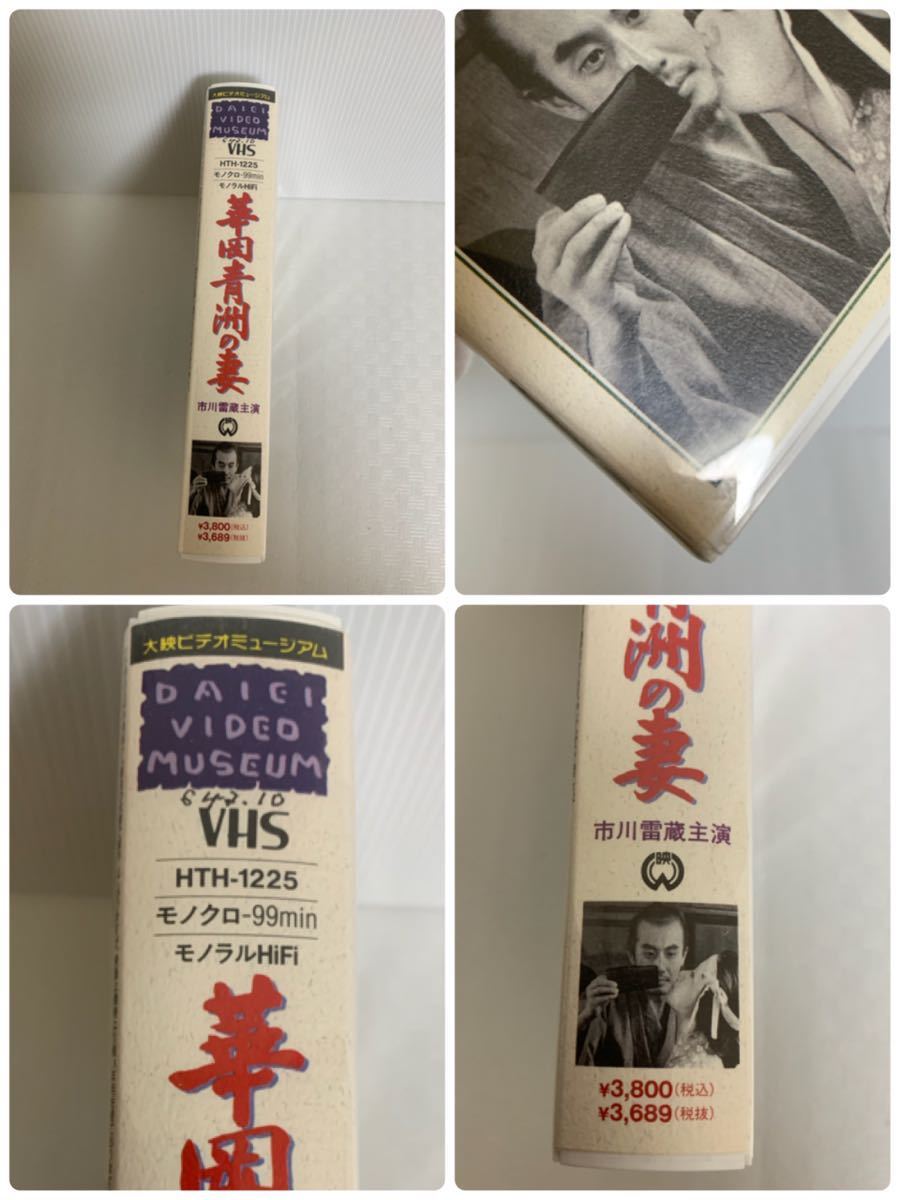 大映ビデオミュージアム
DAIEI
VIDEO
MUSEUM
VHS
HTH-1225
モノクロ-99min
モノラルHiFi
華岡青洲の妻
市川雷蔵主演
¥3,800(税込)
¥3,689(税抜)
大映ビデオミュージアム
DAIEI
VIDEO
MUSEUM
VHS
HTH-1225
モノクロ-99min
モノラルHiFi
華岡
洲の妻
市川雷蔵主演
映
¥3,800(税込)
¥3,689(税抜)